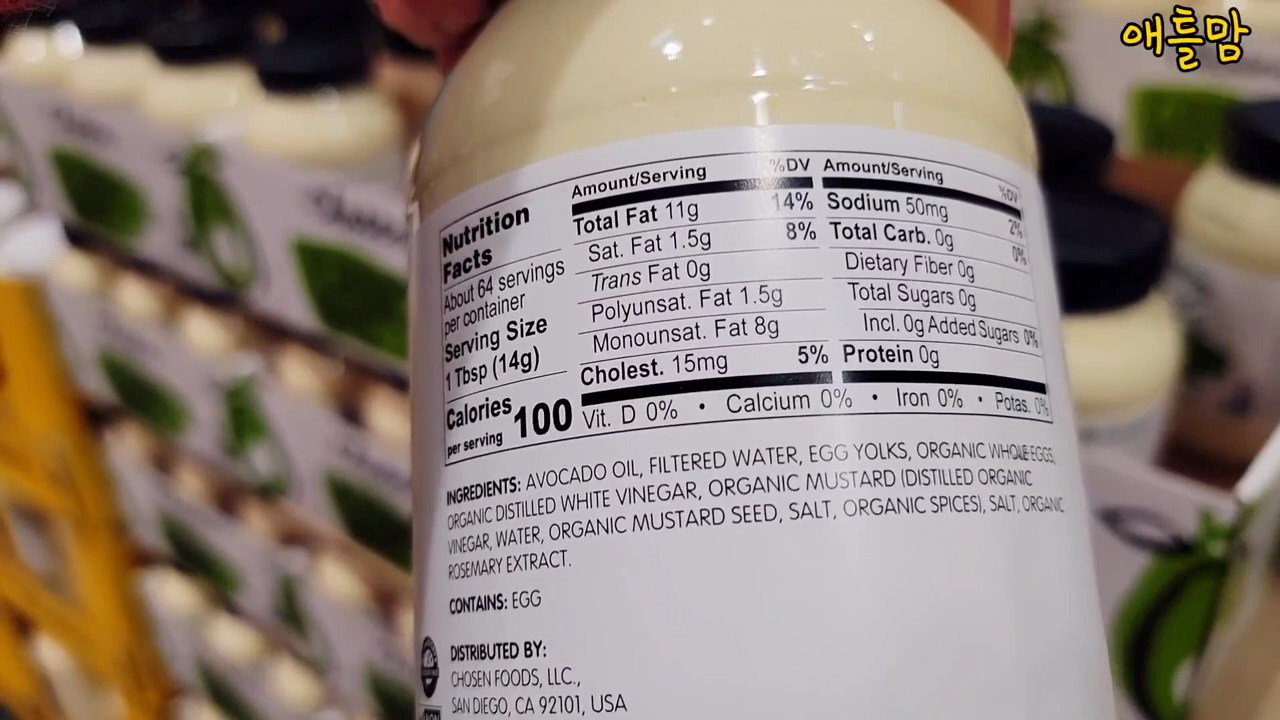 애틀맘
Nutrition
Facts
About 64 servings
per container
Serving Size
1 Tbsp (14g)
Calories 100
per serving
Amount/Serving %DV
Total Fat 11g 14%
Sat. Fat 1.5g 8%
Trans Fat 0g
Polyunsat. Fat 1.5g
Monounsat. Fat 8g
Cholest. 15mg 5%
Amount/Serving %DV
Sodium 50mg 2%
Total Carb. 0g 0%
Dietary Fiber 0g
Total Sugars 0g
Incl. 0g Added Sugars 0%
Protein 0g
Vit. D 0% • Calcium 0% • Iron 0% • Potas. 0%
INGREDIENTS: AVOCADO OIL, FILTERED WATER, EGG YOLKS, ORGANIC WHOLE EGGS,
ORGANIC DISTILLED WHITE VINEGAR, ORGANIC MUSTARD (DISTILLED ORGANIC
VINEGAR, WATER, ORGANIC MUSTARD SEED, SALT, ORGANIC SPICES), SALT, ORGANIC
ROSEMARY EXTRACT.
CONTAINS: EGG
DISTRIBUTED BY:
CHOSEN FOODS, LLC.,
SAN DIEGO, CA 92101, USA